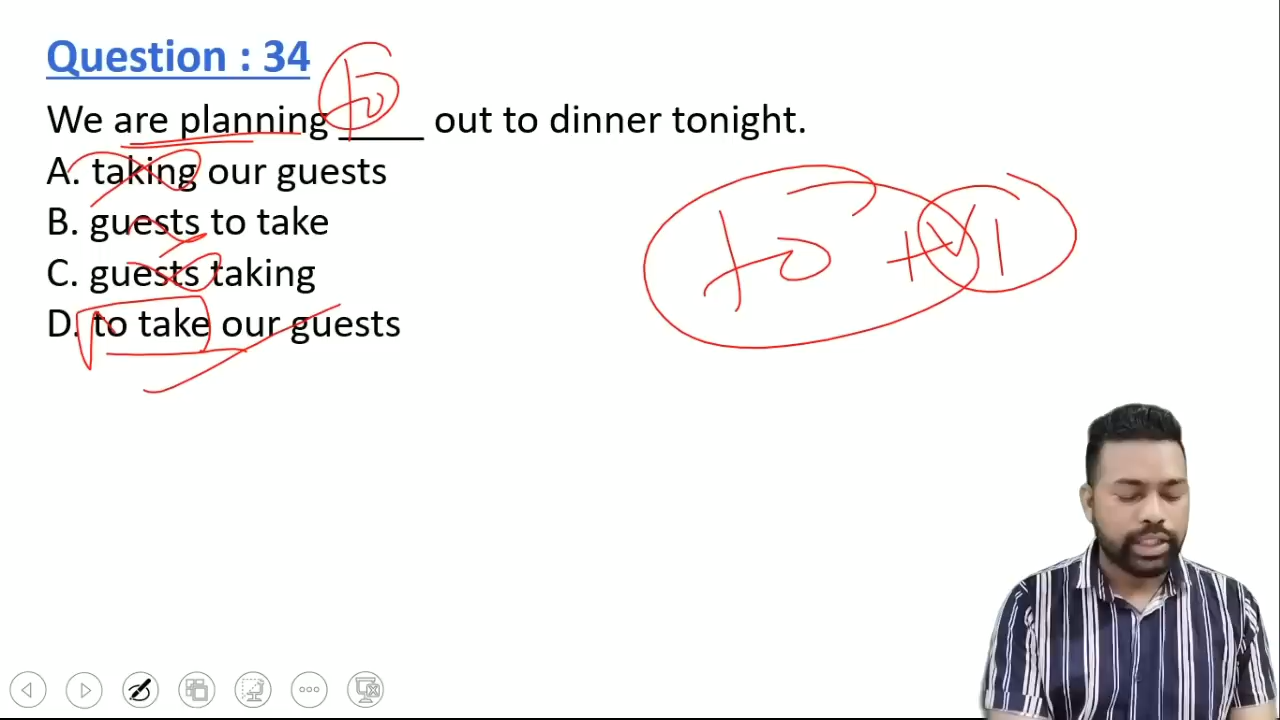 Question : 34
to
We are planning ____ out to dinner tonight.
A. taking our guests
B. guests to take
C. guests taking
D. to take our guests
to + V1